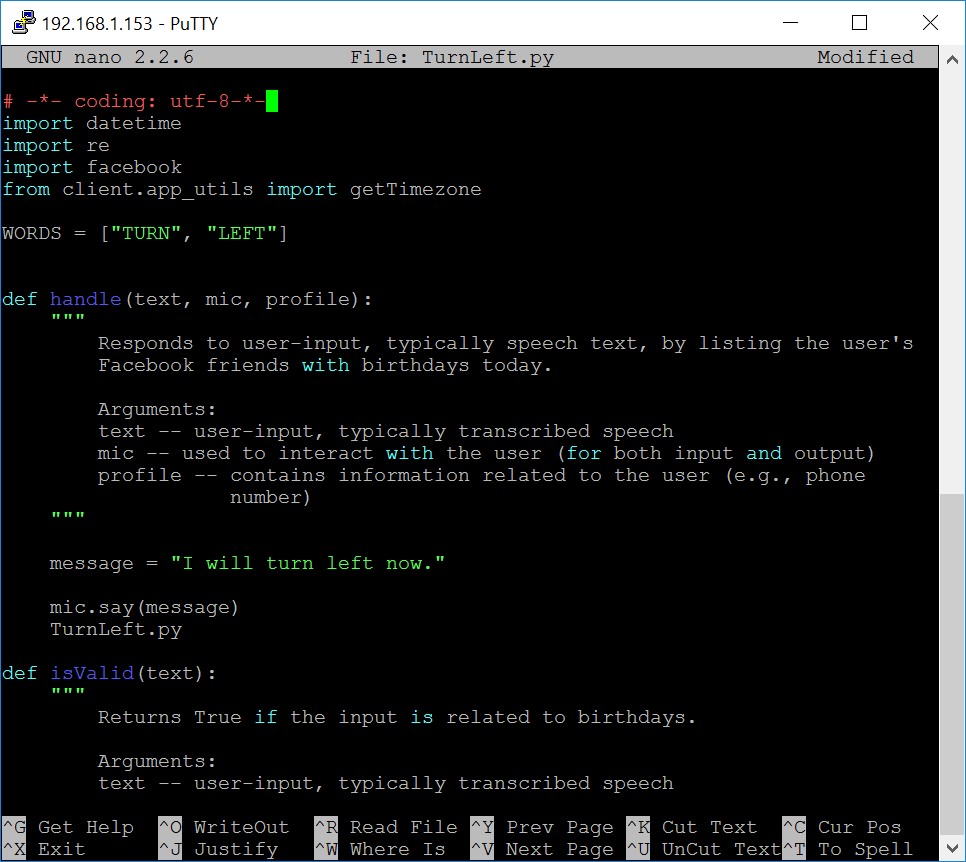 192.168.1.153 - PuTTY
GNU nano 2.2.6 File: TurnLeft.py Modified
# -*- coding: utf-8-*-
import datetime
import re
import facebook
from client.app_utils import getTimezone
WORDS = ["TURN", "LEFT"]
def handle(text, mic, profile):
"""
Responds to user-input, typically speech text, by listing the user's
Facebook friends with birthdays today.
Arguments:
text -- user-input, typically transcribed speech
mic -- used to interact with the user (for both input and output)
profile -- contains information related to the user (e.g., phone
number)
"""
message = "I will turn left now."
mic.say(message)
TurnLeft.py
def isValid(text):
"""
Returns True if the input is related to birthdays.
Arguments:
text -- user-input, typically transcribed speech
^G Get Help ^O WriteOut ^R Read File ^Y Prev Page ^K Cut Text ^C Cur Pos
^X Exit ^J Justify ^W Where Is ^V Next Page ^U UnCut Text ^T To Spell